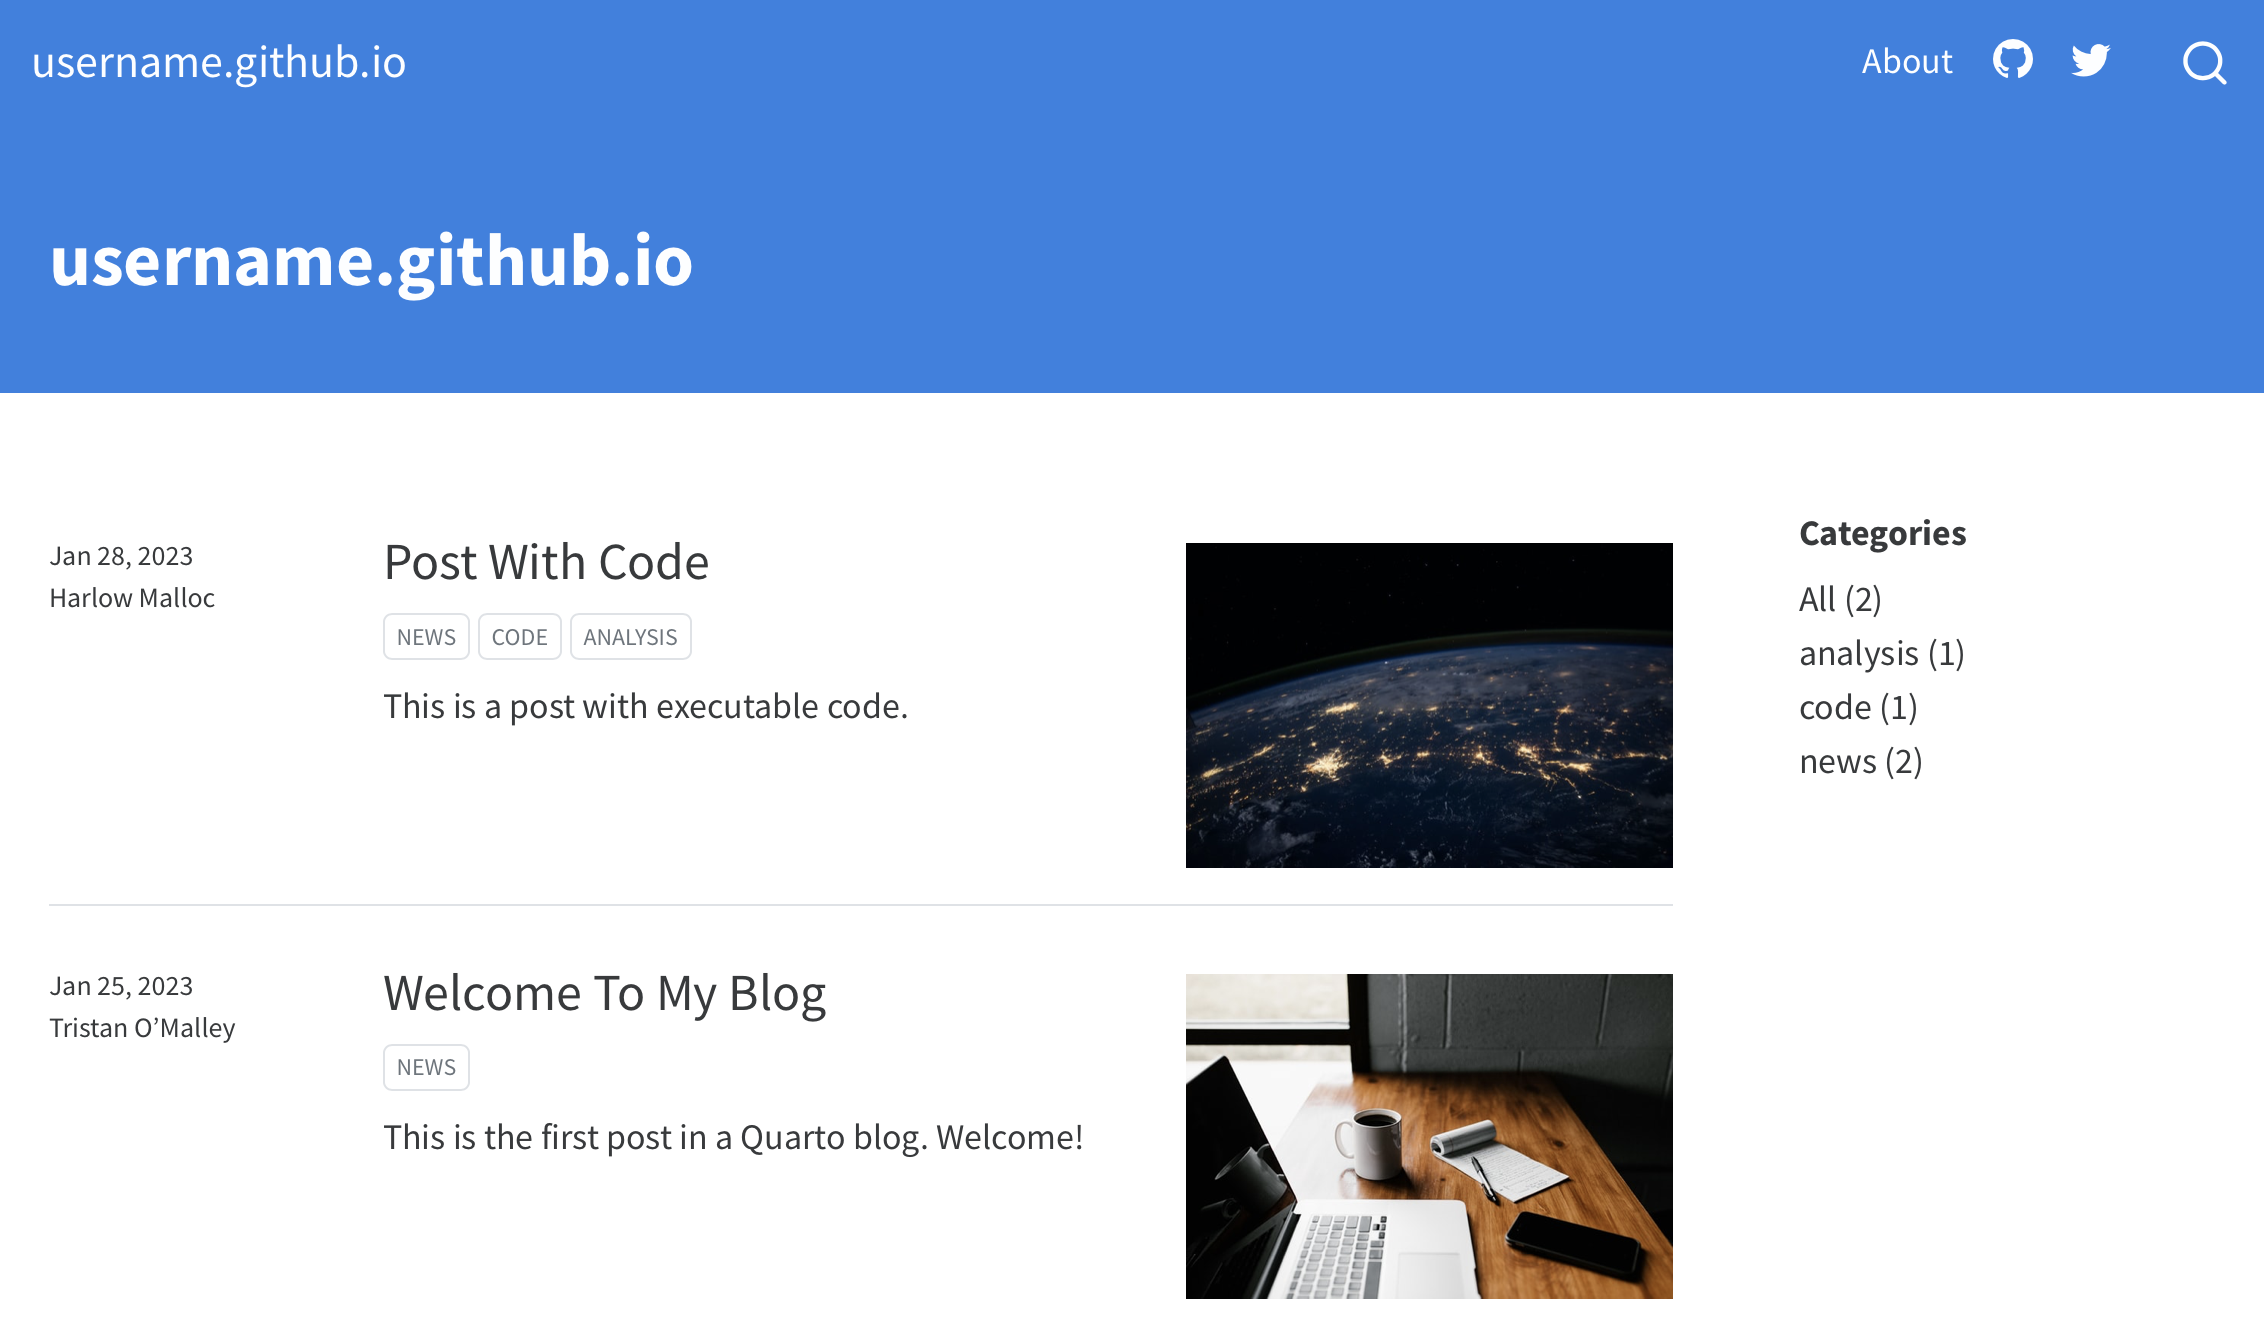 username.github.io
About
username.github.io
Jan 28, 2023
Harlow Malloc
Post With Code
NEWS CODE ANALYSIS
This is a post with executable code.
Categories
All (2)
analysis (1)
code (1)
news (2)
Jan 25, 2023
Tristan O’Malley
Welcome To My Blog
NEWS
This is the first post in a Quarto blog. Welcome!